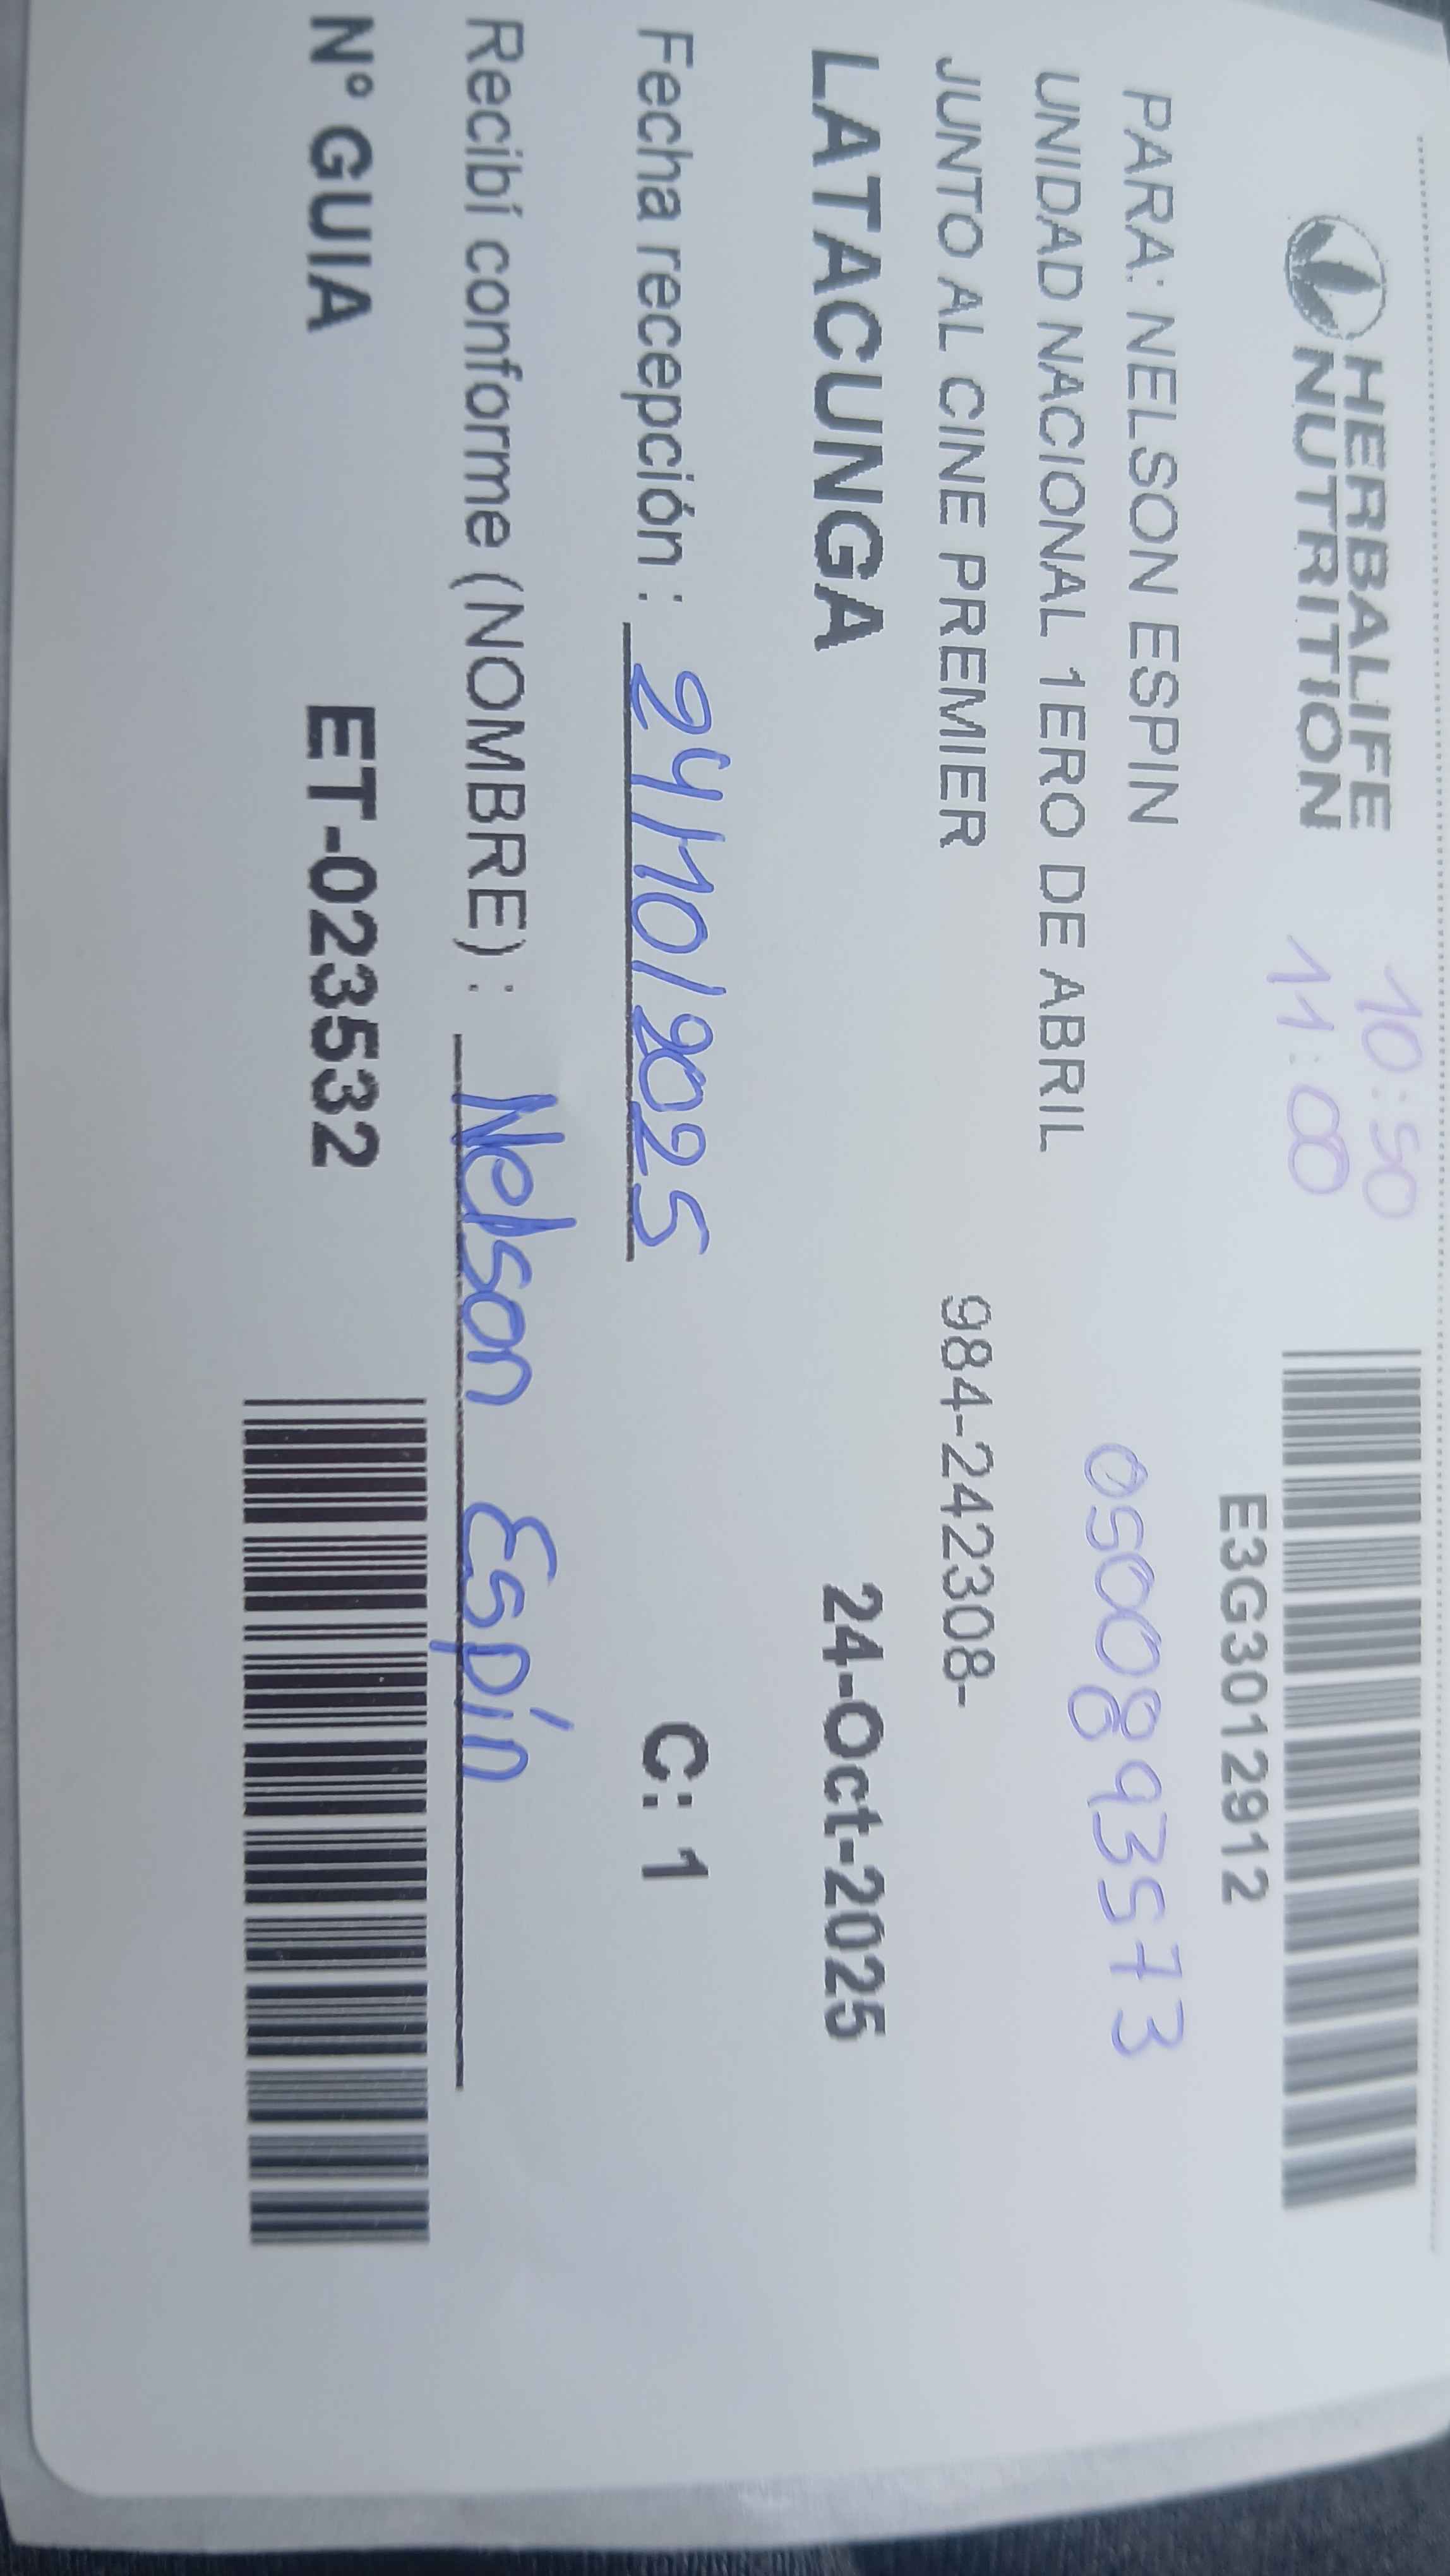 HERBALIFE
NUTRITION
10:50
11:00
E3G3012912
PARA: NELSON ESPIN
0500893573
UNIDAD NACIONAL 1ERO DE ABRIL
JUNTO AL CINE PREMIER 984-242308-
LATACUNGA 24-Oct-2025
Fecha recepción : 24/10/2025 C: 1
Recibí conforme (NOMBRE) : Nelson Espín
N° GUIA ET-023532